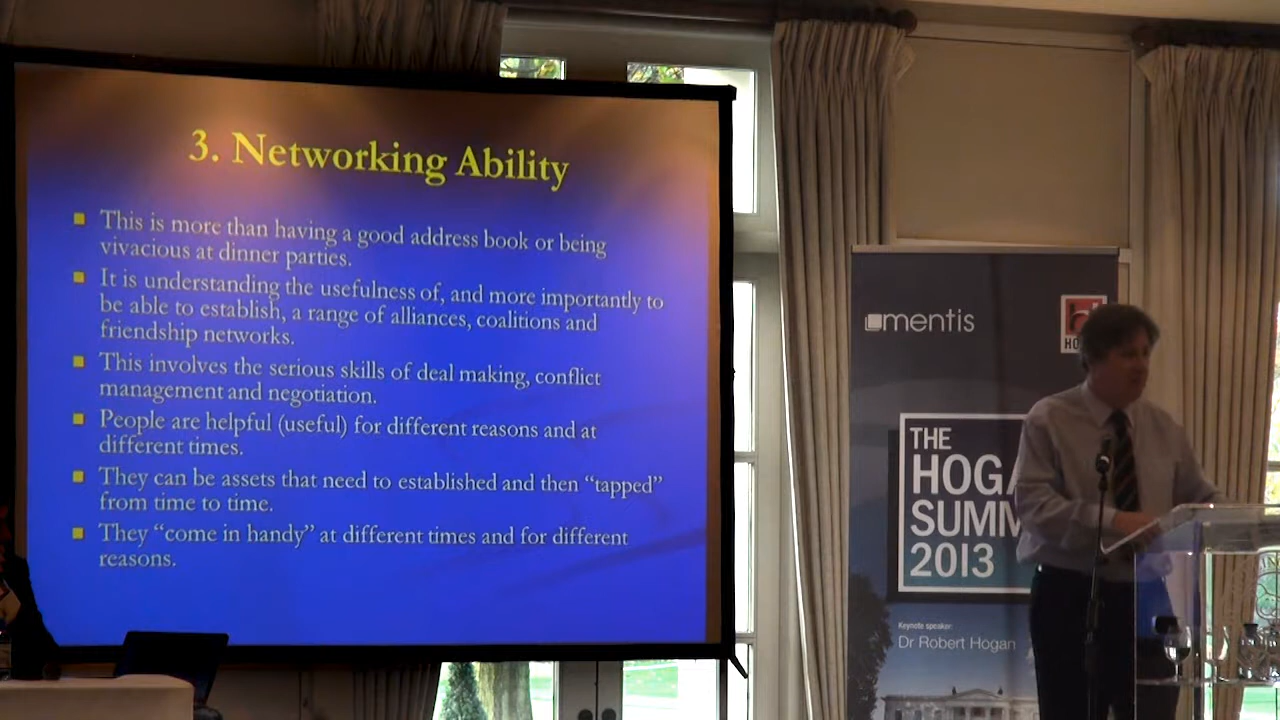 3. Networking Ability
This is more than having a good address book or being
vivacious at dinner parties.
It is understanding the usefulness of, and more importantly to
be able to establish, a range of alliances, coalitions and
friendship networks.
This involves the serious skills of deal making, conflict
management and negotiation.
People are helpful (useful) for different reasons and at
different times.
They can be assets that need to established and then “tapped”
from time to time.
They “come in handy” at different times and for different
reasons.
mentis
h
HO
THE
HOGA
SUMM
2013
Keynote speaker:
Dr Robert Hogan